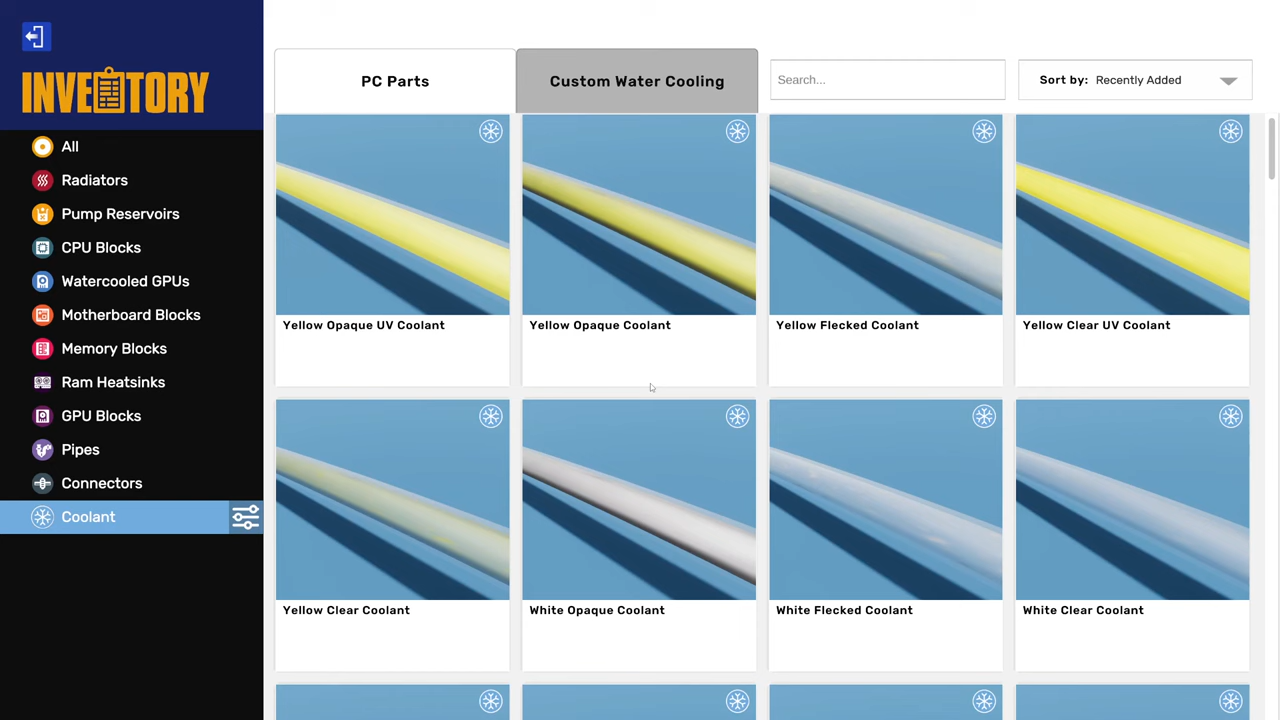 INVENTORY
All
Radiators
Pump Reservoirs
CPU Blocks
Watercooled GPUs
Motherboard Blocks
Memory Blocks
Ram Heatsinks
GPU Blocks
Pipes
Connectors
Coolant
PC Parts
Custom Water Cooling
Search...
Sort by: Recently Added
Yellow Opaque UV Coolant
Yellow Opaque Coolant
Yellow Flecked Coolant
Yellow Clear UV Coolant
Yellow Clear Coolant
White Opaque Coolant
White Flecked Coolant
White Clear Coolant